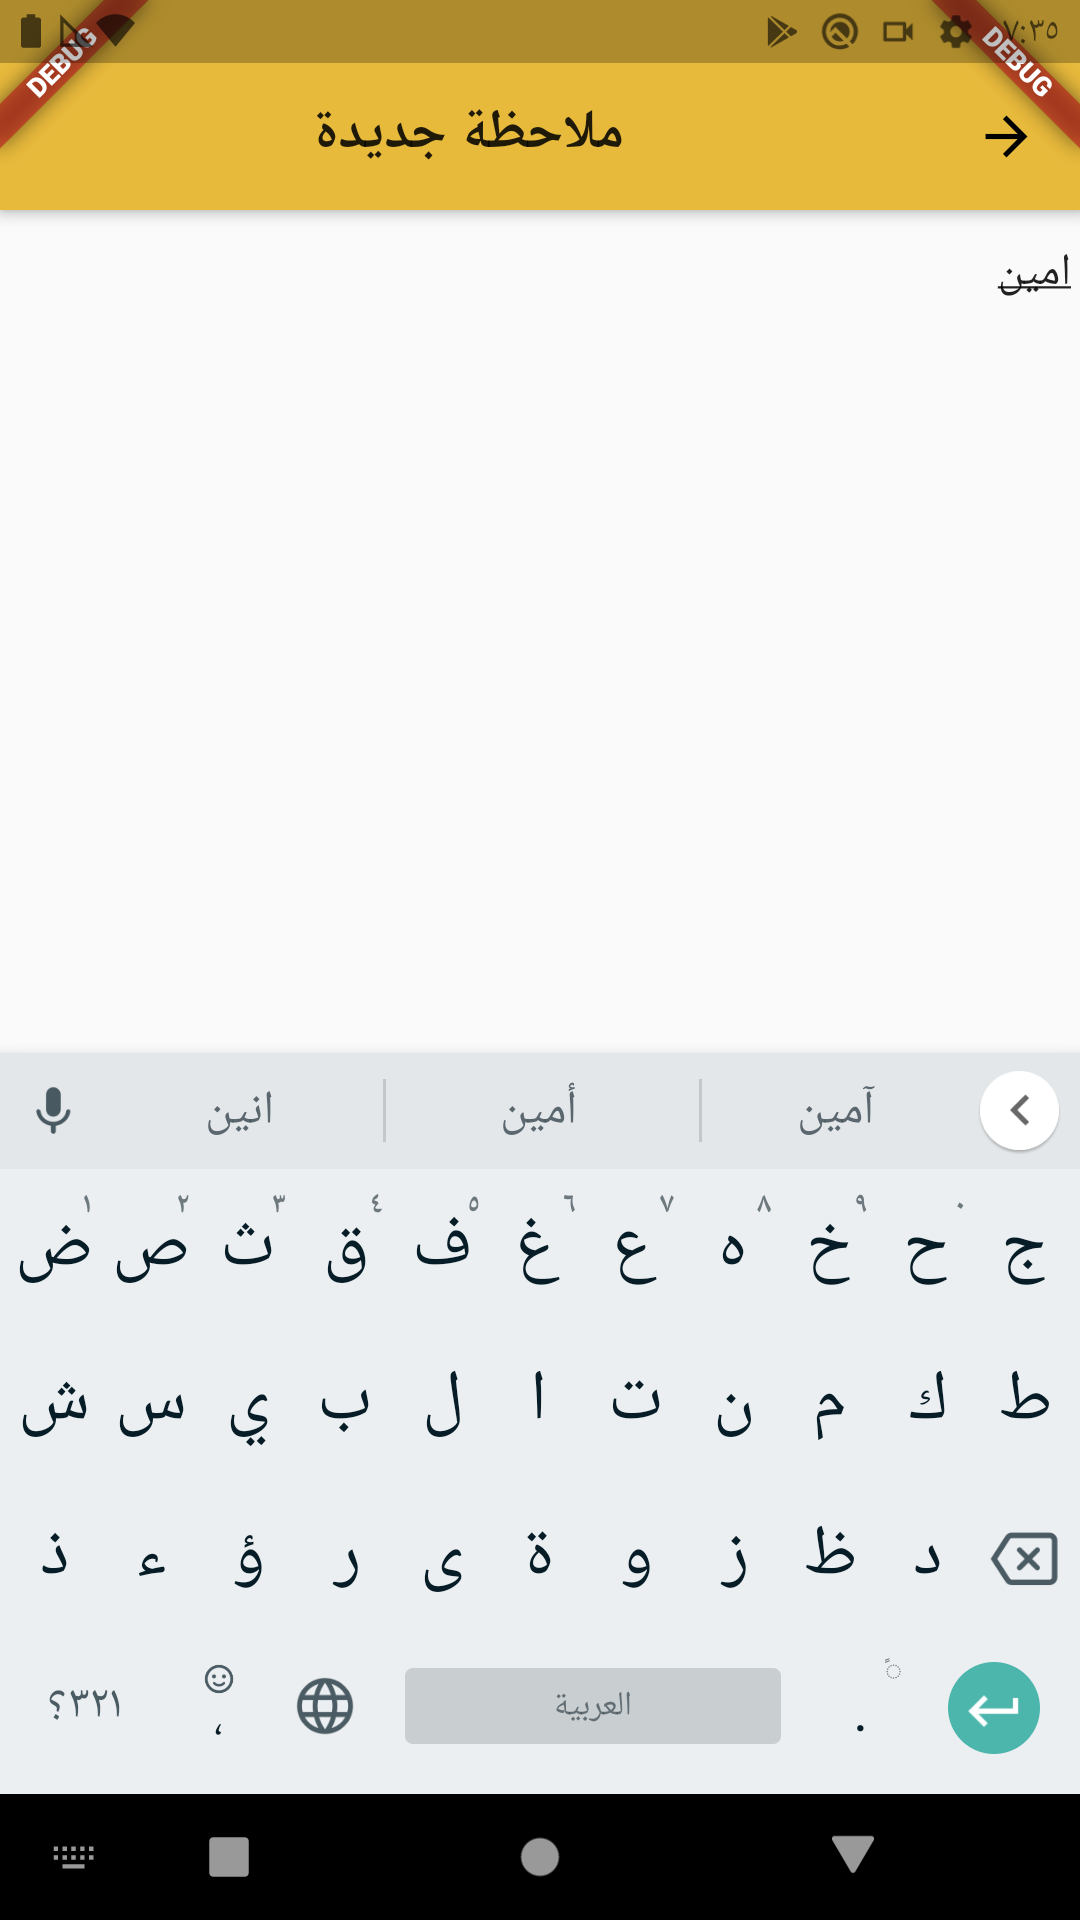 ٧:٣٥
DEBUG
DEBUG
ملاحظة جديدة
امين
آمين
أمين
انين
١ ٢ ٣ ٤ ٥ ٦ ٧ ٨ ٩ ٠
ض ص ث ق ف غ ع ه خ ح ج
ش س ي ب ل ا ت ن م ك ط
ذ ء ؤ ر ى ة و ز ظ د
٣٢١؟
،
العربية
.